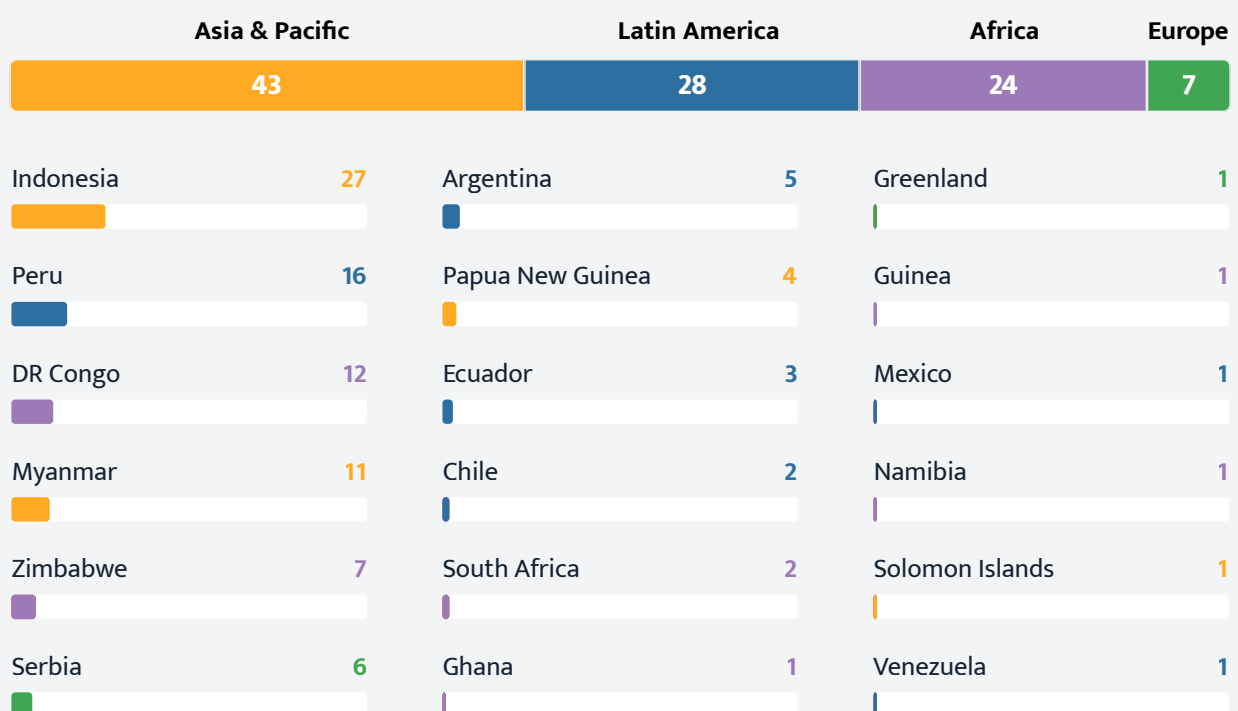 Asia & Pacific Latin America Africa Europe
43 28 24 7
Indonesia 27
Peru 16
DR Congo 12
Myanmar 11
Zimbabwe 7
Serbia 6
Argentina 5
Papua New Guinea 4
Ecuador 3
Chile 2
South Africa 2
Ghana 1
Greenland 1
Guinea 1
Mexico 1
Namibia 1
Solomon Islands 1
Venezuela 1